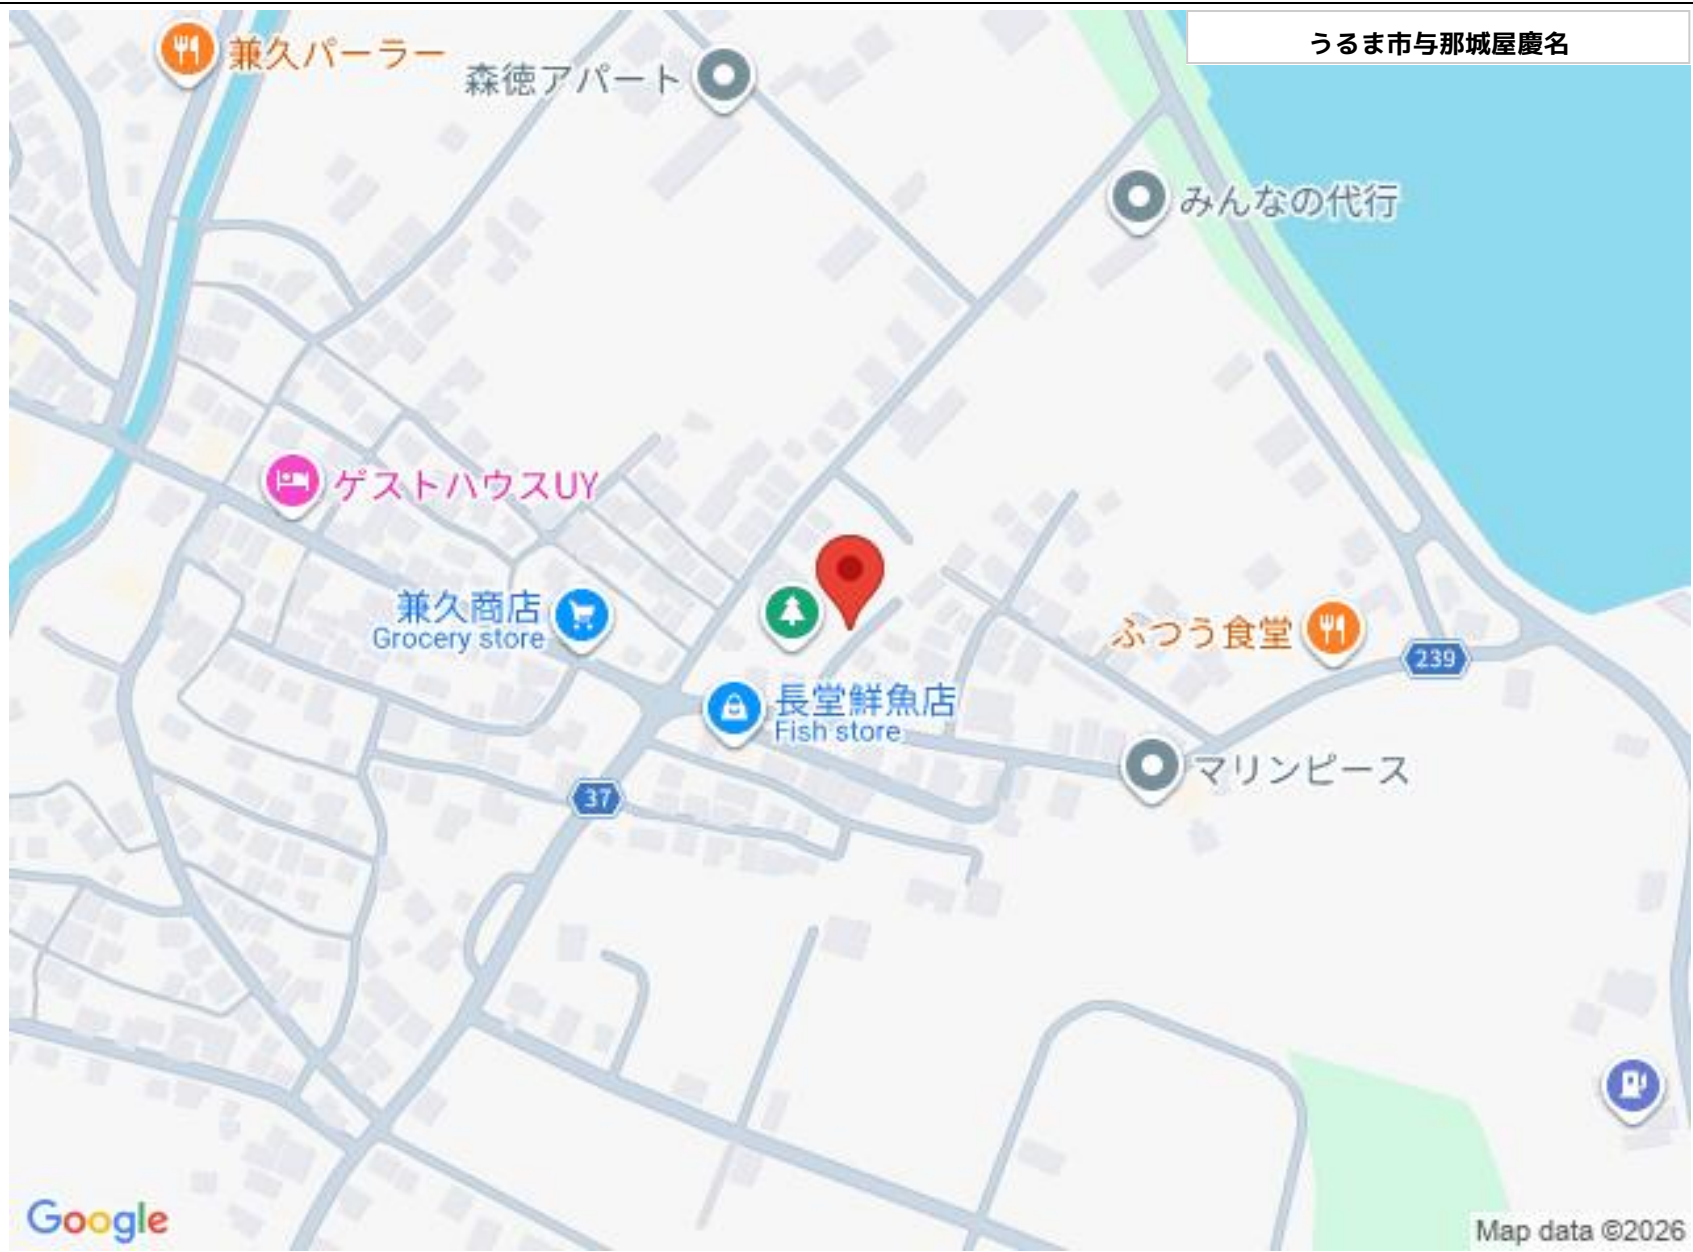 うるま市与那城屋慶名
兼久パーラー
森徳アパート
みんなの代行
ゲストハウスUY
兼久商店
Grocery store
ふつう食堂
239
長堂鮮魚店
Fish store
マリンピース
37
Google
Map data ©2026